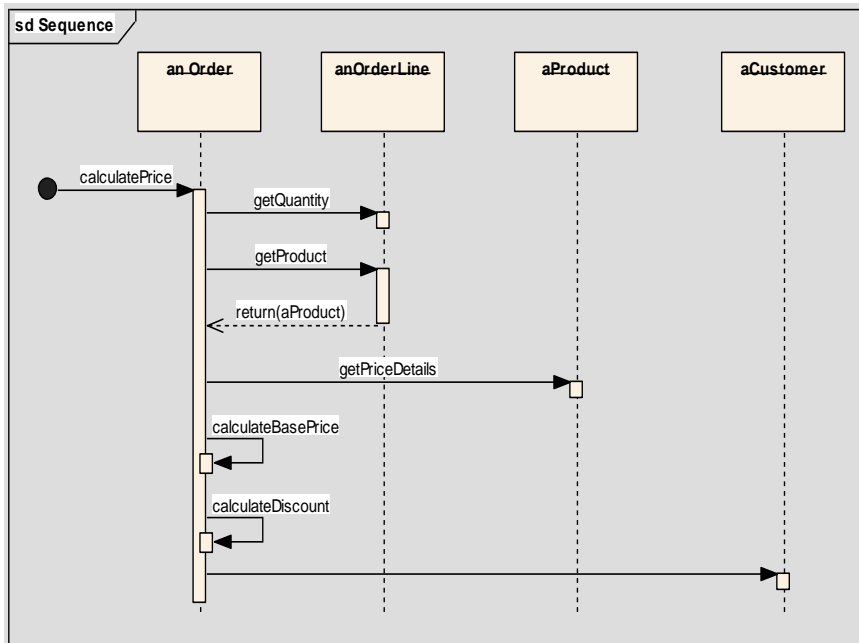 sd Sequence
an Order
anOrderLine
aProduct
aCustomer
calculatePrice
getQuantity
getProduct
return(aProduct)
getPriceDetails
calculateBasePrice
calculateDiscount